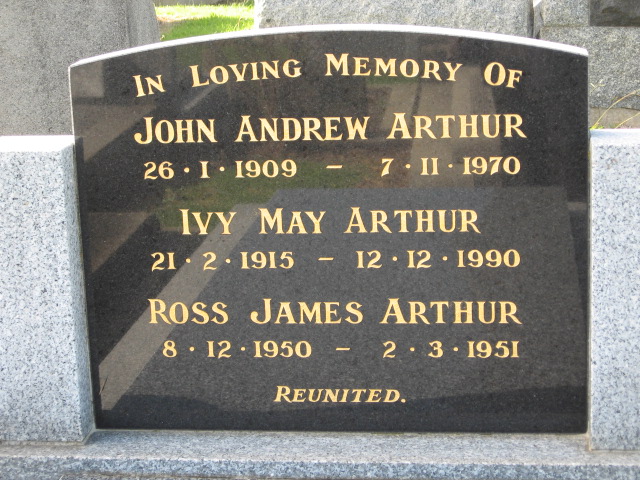 IN LOVING MEMORY OF
JOHN ANDREW ARTHUR
26 · 1 · 1909 – 7 · 11 · 1970
IVY MAY ARTHUR
21 · 2 · 1915 – 12 · 12 · 1990
ROSS JAMES ARTHUR
8 · 12 · 1950 – 2 · 3 · 1951
REUNITED.